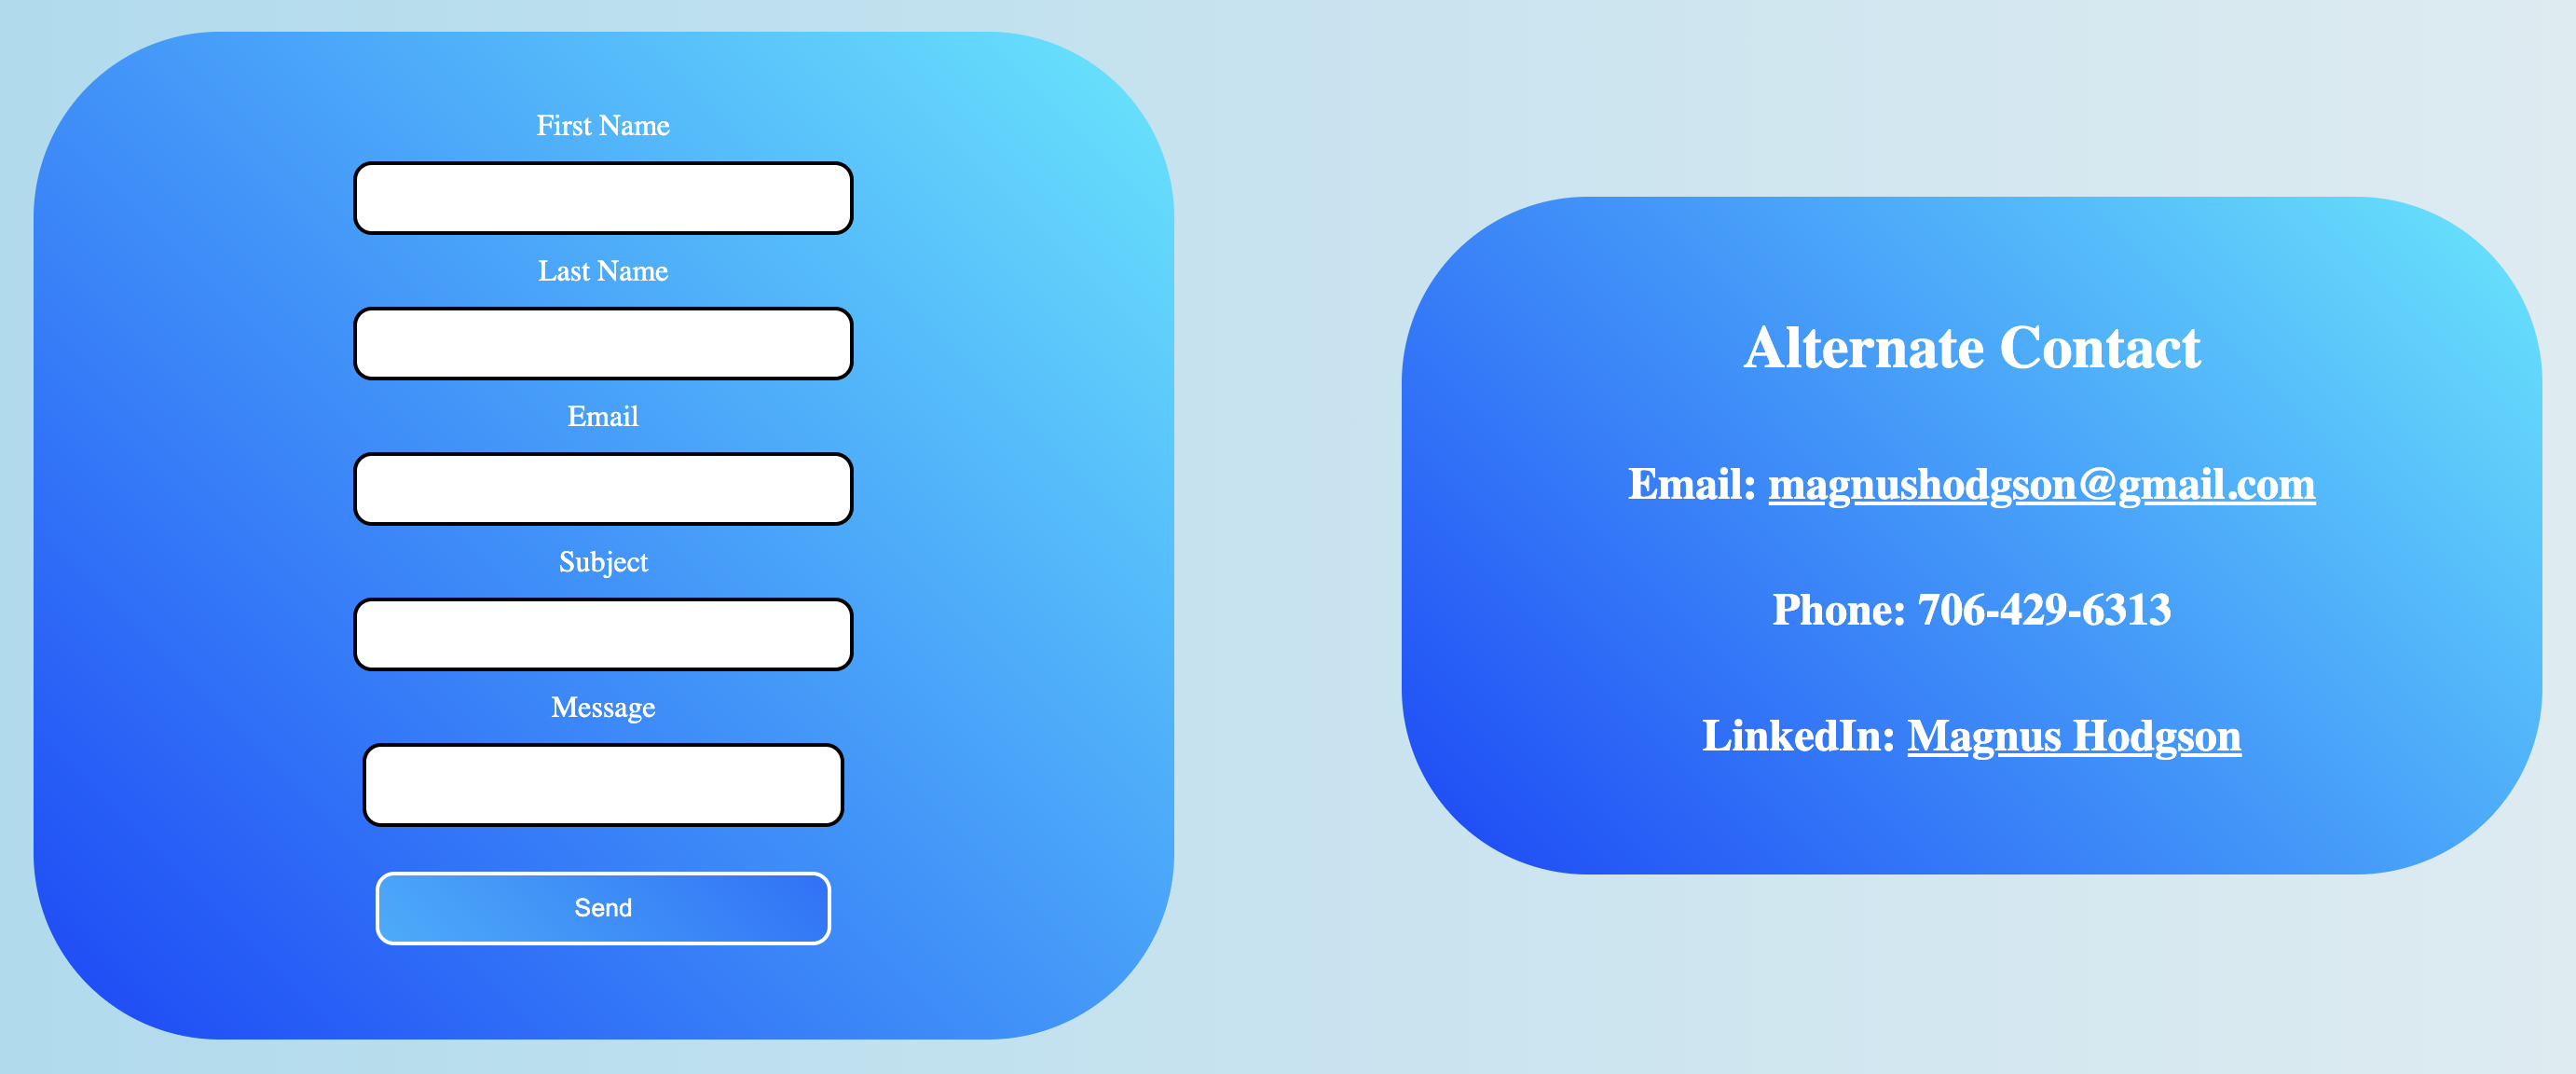 First Name
Last Name
Email
Subject
Message
Send
Alternate Contact
Email: magnushodgson@gmail.com
Phone: 706-429-6313
LinkedIn: Magnus Hodgson